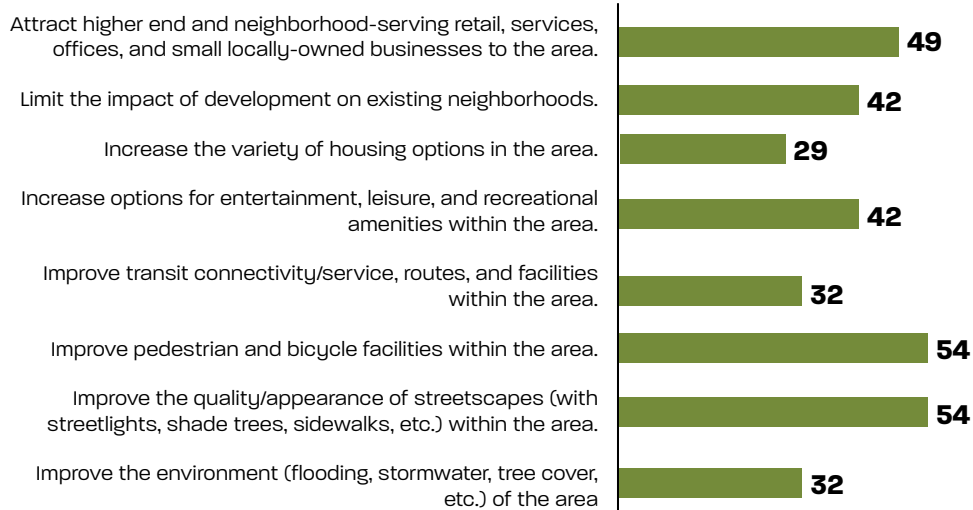 Attract higher end and neighborhood-serving retail, services,
offices, and small locally-owned businesses to the area.
49
Limit the impact of development on existing neighborhoods.
42
Increase the variety of housing options in the area.
29
Increase options for entertainment, leisure, and recreational
amenities within the area.
42
Improve transit connectivity/service, routes, and facilities
within the area.
32
Improve pedestrian and bicycle facilities within the area.
54
Improve the quality/appearance of streetscapes (with
streetlights, shade trees, sidewalks, etc.) within the area.
54
Improve the environment (flooding, stormwater, tree cover,
etc.) of the area
32